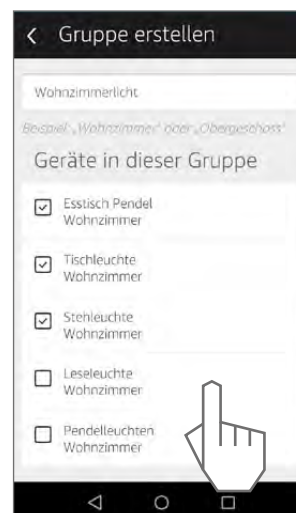 Gruppe erstellen
Wohnzimmerlicht
Beispiel: „Wohnzimmer“ oder „Obergeschoss“
Geräte in dieser Gruppe
Esstisch Pendel
Wohnzimmer
Tischleuchte
Wohnzimmer
Stehleuchte
Wohnzimmer
Leseleuchte
Wohnzimmer
Pendelleuchten
Wohnzimmer